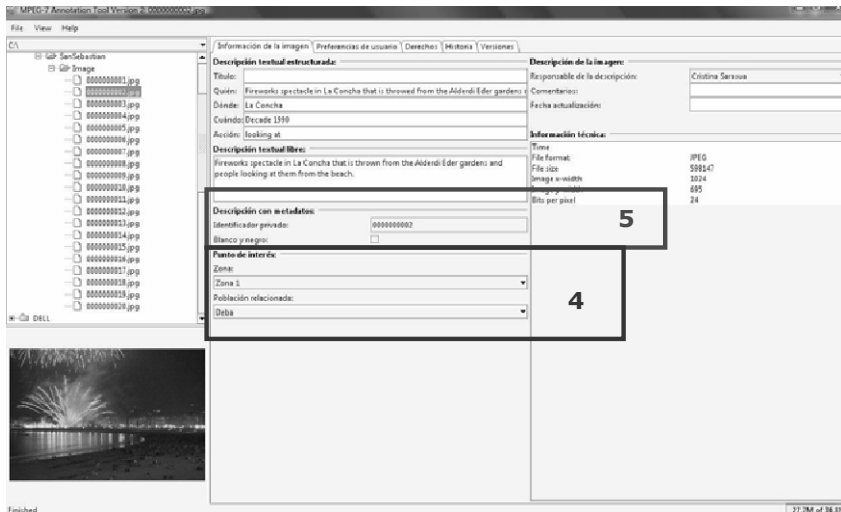 MPEG-7 Annotation Tool Version 2. 0000000002.jpg
File View Help
C:\
SanSebastian
Image
0000000001.jpg
0000000002.jpg
0000000003.jpg
0000000004.jpg
0000000005.jpg
0000000006.jpg
0000000007.jpg
0000000008.jpg
0000000009.jpg
0000000010.jpg
0000000011.jpg
0000000012.jpg
0000000013.jpg
0000000014.jpg
0000000015.jpg
0000000016.jpg
0000000017.jpg
0000000018.jpg
0000000019.jpg
0000000020.jpg
DELL
Información de la imagen Preferencias de usuario Derechos Historia Versiones
Descripción textual estructurada:
Título:
Quién: Fireworks spectacle in La Concha that is throwed from the Alderdi Eder gardens
Dónde: La Concha
Cuándo: Decade 1990
Acción: looking at
Descripción textual libre:
Fireworks spectacle in La Concha that is thrown from the Alderdi Eder gardens and
people looking at them from the beach.
Descripción con metadatos:
Identificador privado: 0000000002
Blanco y negro:
Punto de interés:
Zona:
Zona 1
Población relacionada:
Deba
Descripción de la imagen:
Responsable de la descripción: Cristina Sarasua
Comentarios:
Fecha actualización:
Información técnica:
Time
File format JPEG
File size 598147
Image x-width 1024
Image y-width 695
Bits per pixel 24
5
4
Finished
27.2M of